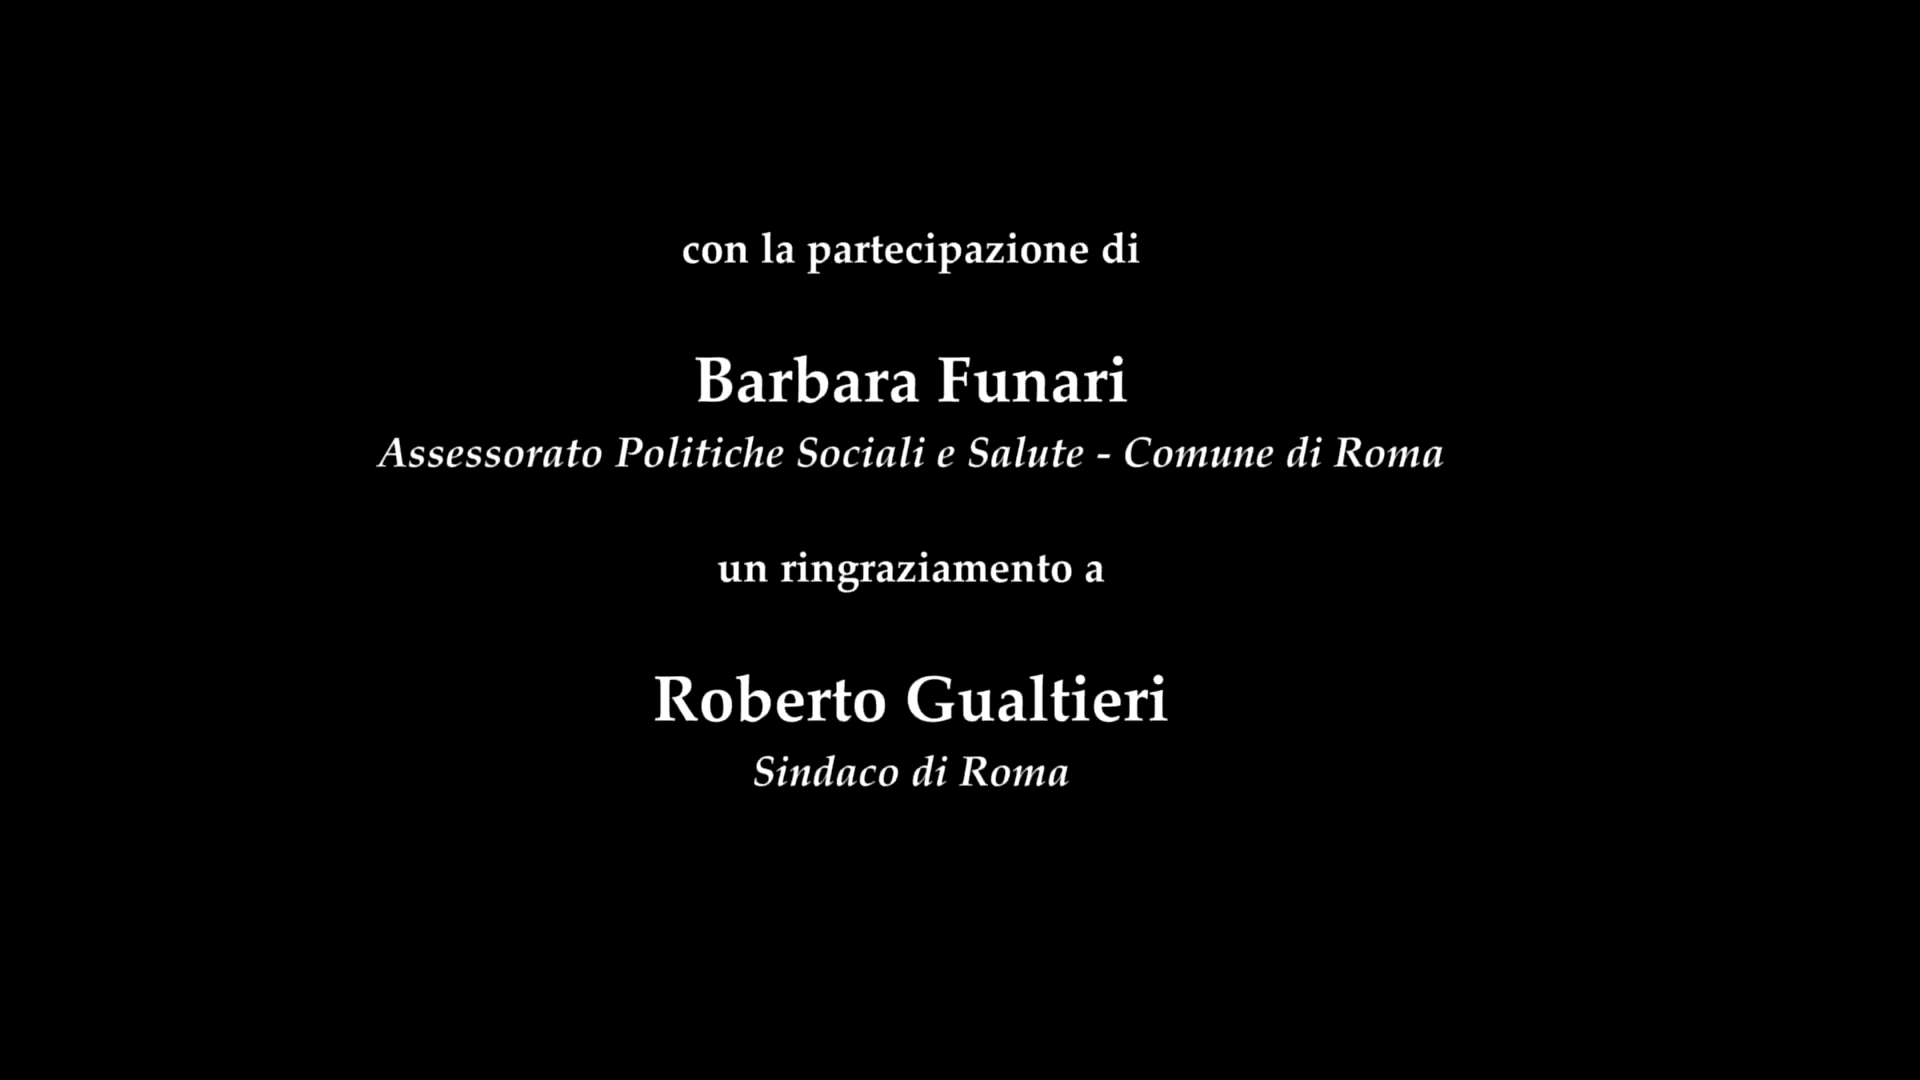 con la partecipazione di
Barbara Funari
Assessorato Politiche Sociali e Salute - Comune di Roma
un ringraziamento a
Roberto Gualtieri
Sindaco di Roma